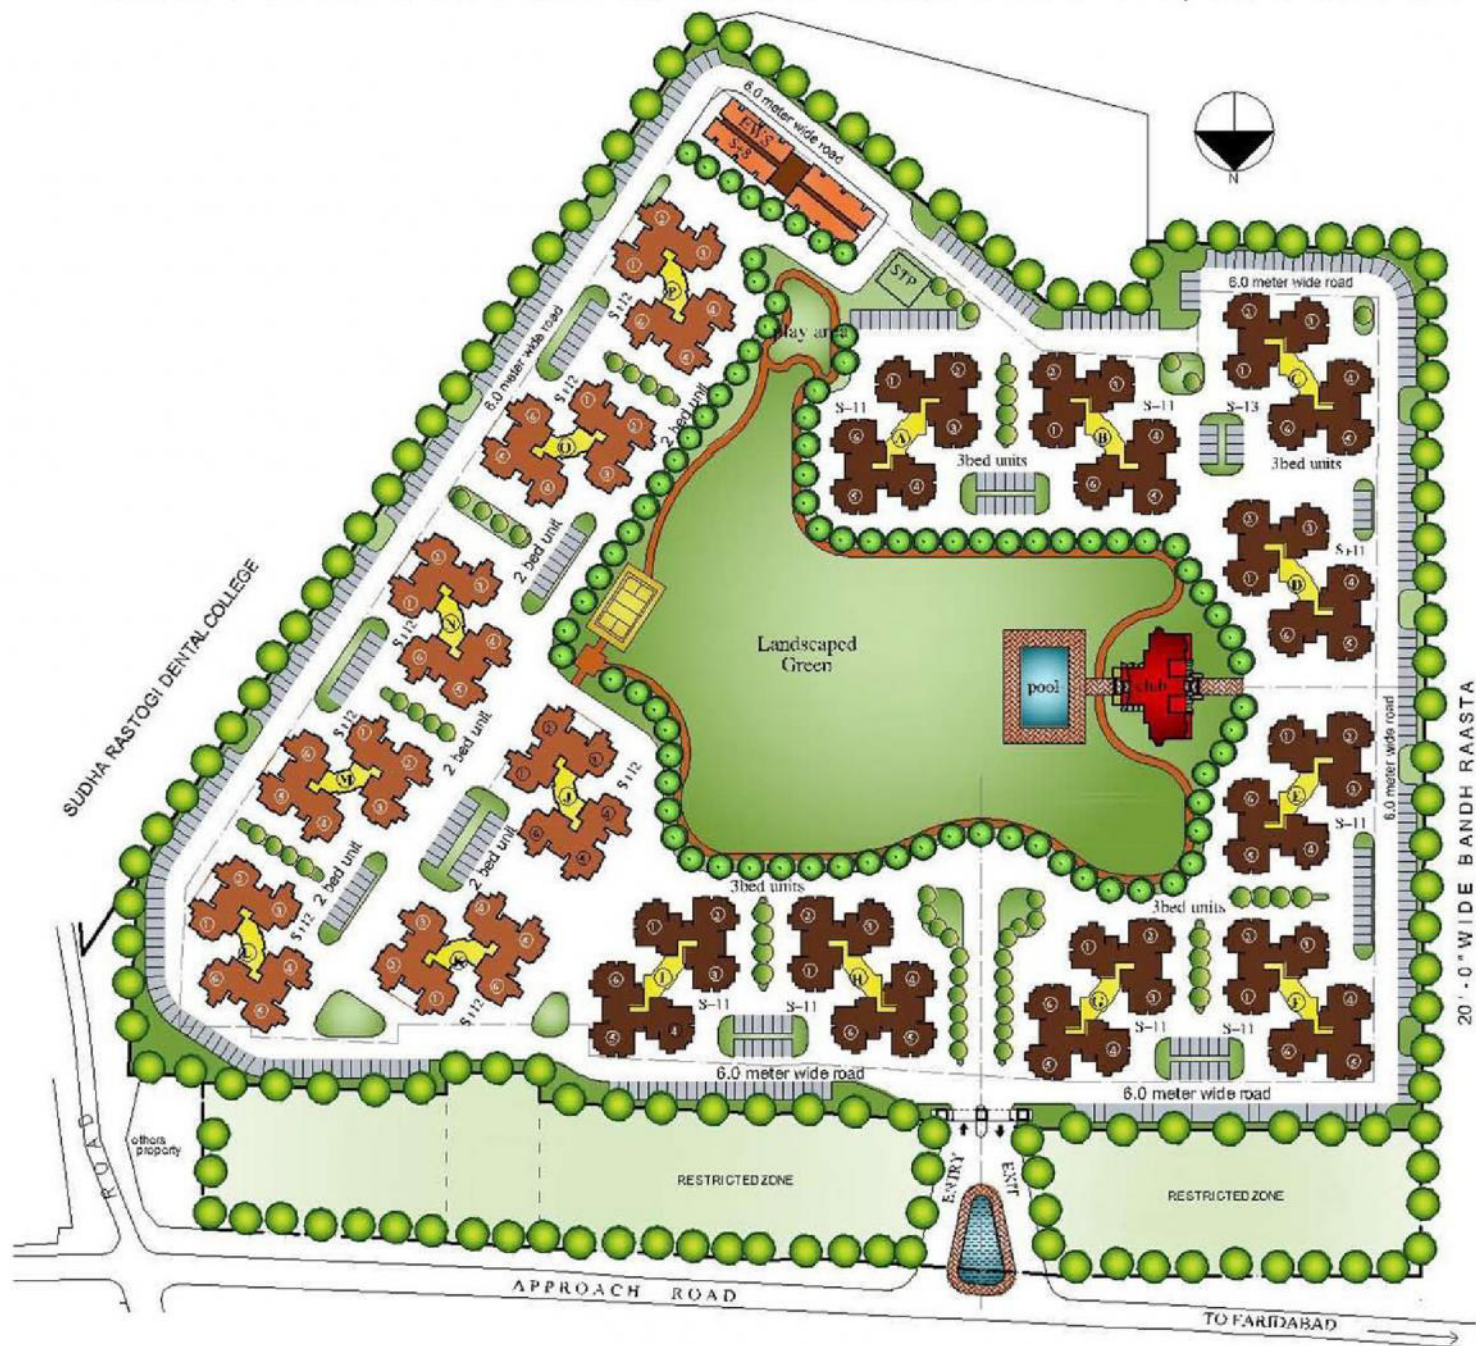 6.0 meter wide road
EWS
S+8
N
STP
6.0 meter wide road
P
S+12
play area
6.0 meter wide road
S+12
2 bed unit
O
S-11
A
3bed units
B
S-11
C
S-13
3bed units
2 bed unit
S+11
D
SUDHA RASTOGI DENTAL COLLEGE
N
S+12
Landscaped
Green
pool
club
6.0 meter wide road
20'-0" WIDE BANDH RAASTA
M
S+12
2 bed unit
J
S+12
E
S-11
2 bed unit
2 bed unit
3bed units
3bed units
L
S+12
K
S+12
I
S-11
H
S-11
G
S-11
F
S-11
6.0 meter wide road
6.0 meter wide road
ROAD
others
property
RESTRICTED ZONE
ENTRY
EXIT
RESTRICTED ZONE
APPROACH ROAD
TO FARIDABAD